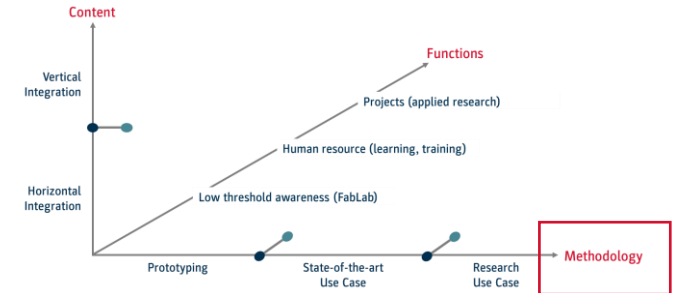 Content
Functions
Vertical
Integration
Projects (applied research)
Human resource (learning, training)
Horizontal
Integration
Low threshold awareness (FabLab)
Methodology
Prototyping
State-of-the-art
Use Case
Research
Use Case